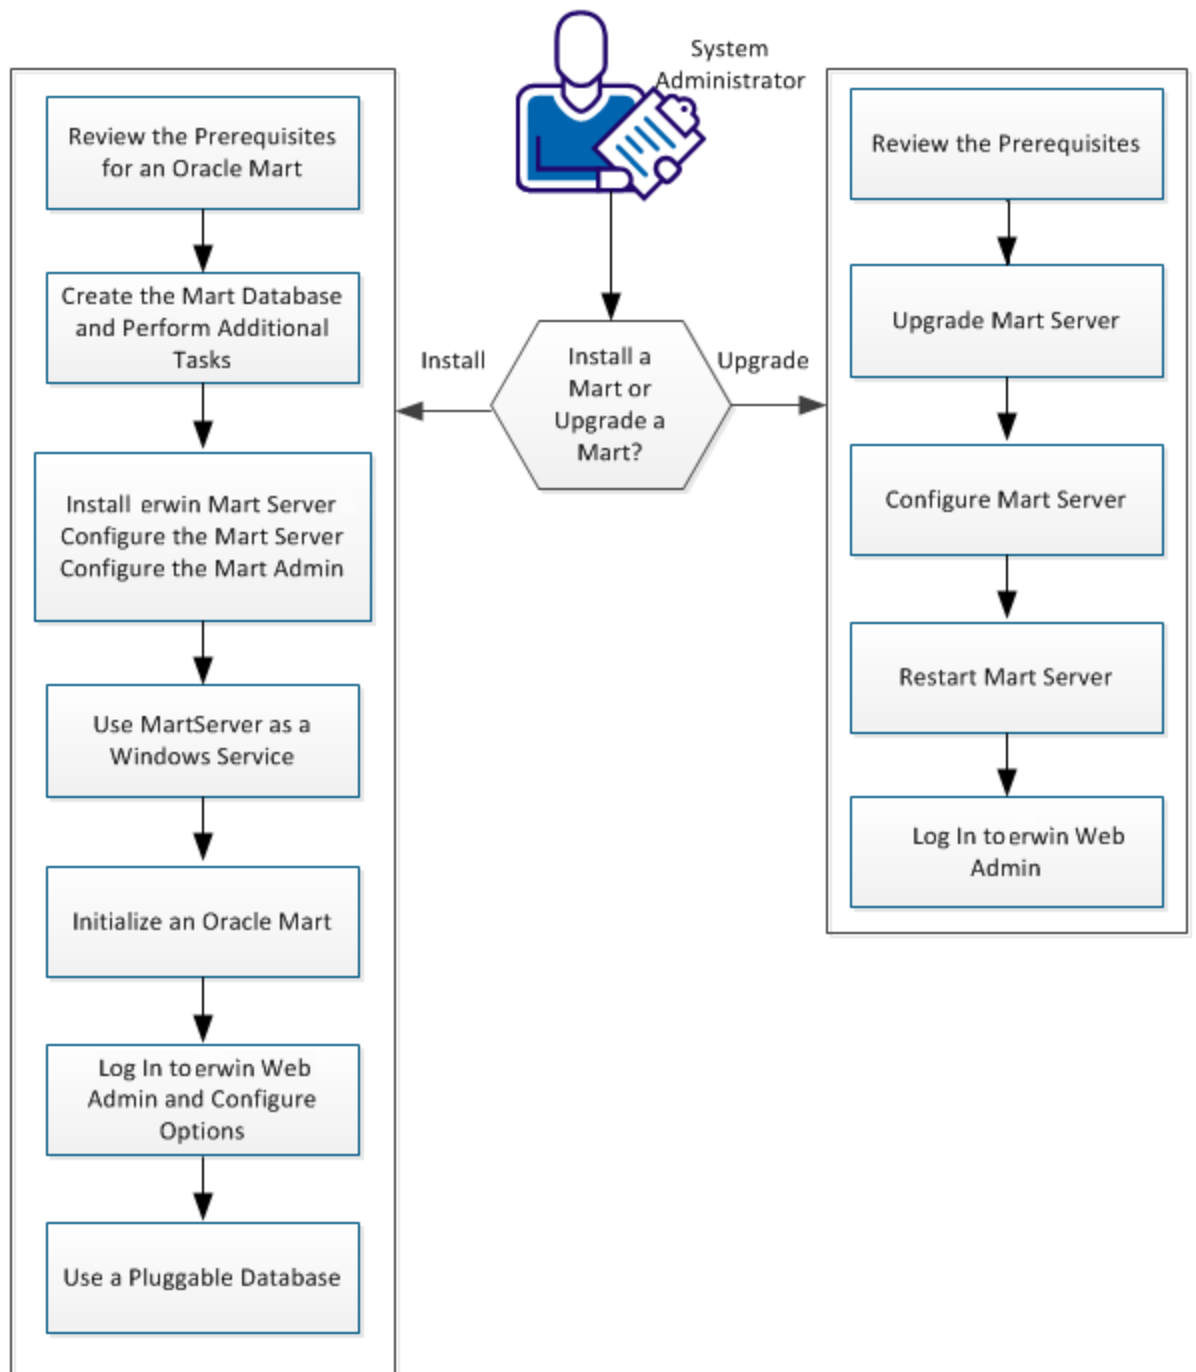 System
Administrator
Install a
Mart or
Upgrade a
Mart?
Install
Upgrade
Review the Prerequisites
for an Oracle Mart
Create the Mart Database
and Perform Additional
Tasks
Install erwin Mart Server
Configure the Mart Server
Configure the Mart Admin
Use MartServer as a
Windows Service
Initialize an Oracle Mart
Log In to erwin Web
Admin and Configure
Options
Use a Pluggable Database
Review the Prerequisites
Upgrade Mart Server
Configure Mart Server
Restart Mart Server
Log In to erwin Web
Admin